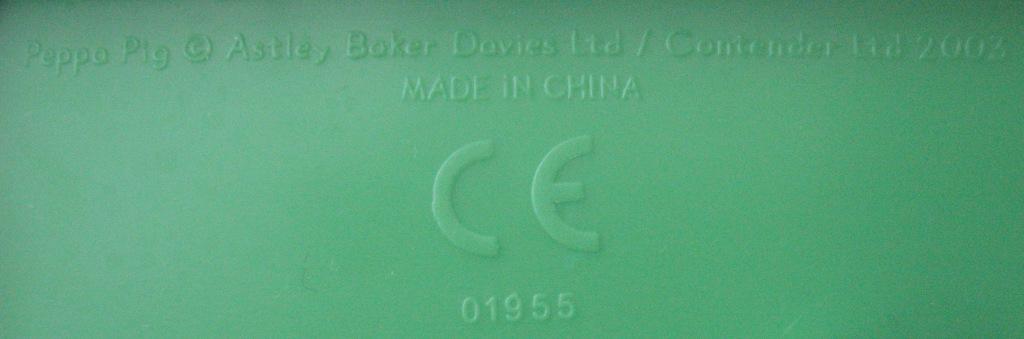 Peppa Pig © Astley Baker Davies Ltd / Contender Ltd 2003
MADE IN CHINA
CE
01955